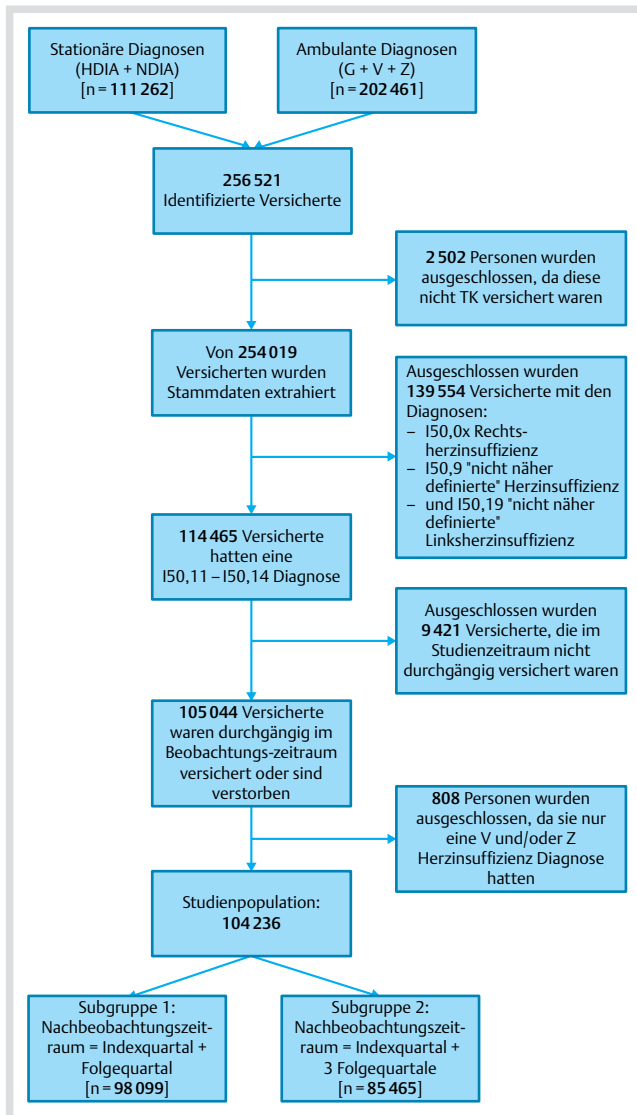 Stationäre Diagnosen
(HDIA + NDIA)
[n = 111 262]
Ambulante Diagnosen
(G + V + Z)
[n = 202 461]
256 521
Identifizierte Versicherte
2 502 Personen wurden
ausgeschlossen, da diese
nicht TK versichert waren
Von 254 019
Versicherten wurden
Stammdaten extrahiert
Ausgeschlossen wurden
139 554 Versicherte mit den
Diagnosen:
– I50,0x Rechts-
herzinsuffizienz
– I50,9 "nicht näher
definierte" Herzinsuffizienz
– und I50,19 "nicht näher
definierte"
Linksherzinsuffizienz
114 465 Versicherte
hatten eine
I50,11 – I50,14 Diagnose
Ausgeschlossen wurden
9 421 Versicherte, die im
Studienzeitraum nicht
durchgängig versichert waren
105 044 Versicherte
waren durchgängig im
Beobachtungs-zeitraum
versichert oder sind
verstorben
808 Personen wurden
ausgeschlossen, da sie nur
eine V und/oder Z
Herzinsuffizienz Diagnose
hatten
Studienpopulation:
104 236
Subgruppe 1:
Nachbeobachtungszeit-
raum = Indexquartal +
Folgequartal
[n = 98 099]
Subgruppe 2:
Nachbeobachtungszeit-
raum = Indexquartal +
3 Folgequartale
[n = 85 465]